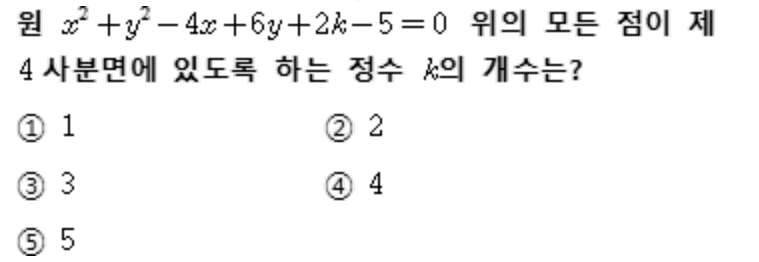 원 x²+y²−4x+6y+2k−5=0 위의 모든 점이 제
4 사분면에 있도록 하는 정수 k의 개수는?
① 1 ② 2
③ 3 ④ 4
⑤ 5